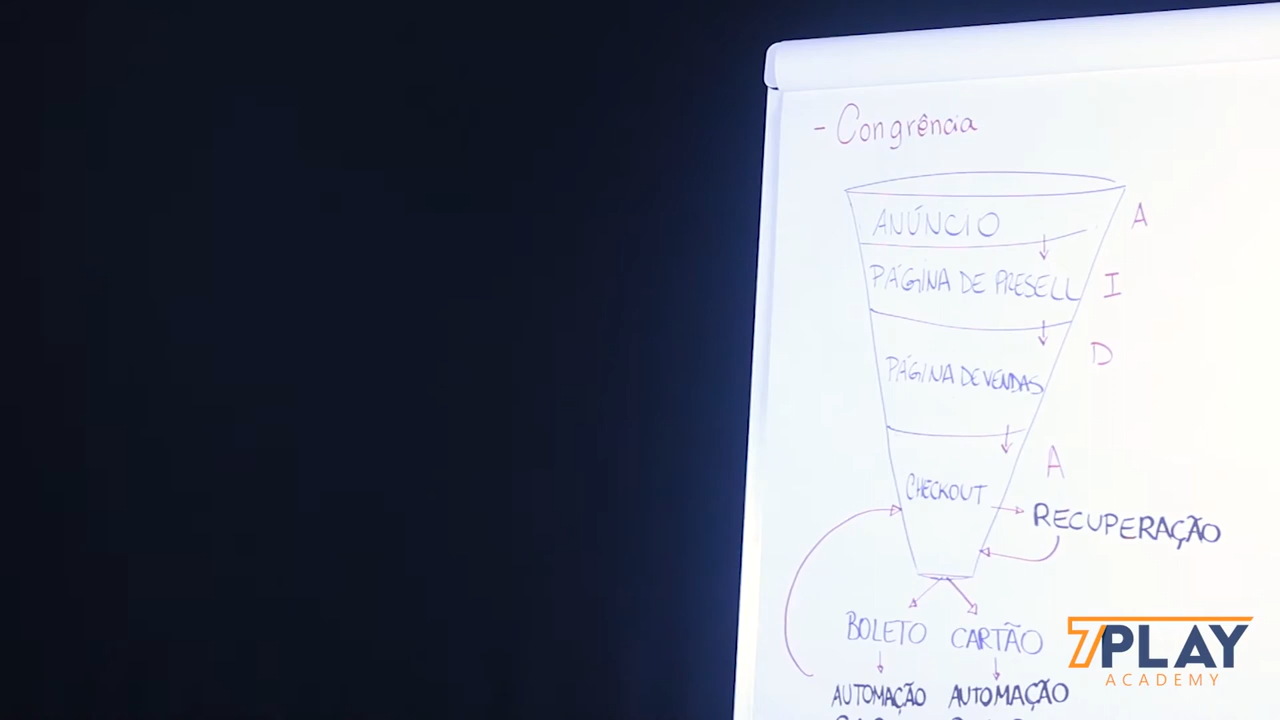 - Congrência
ANÚNCIO
A
PÁGINA DE PRESELL
I
D
PÁGINA DE VENDAS
A
CHECKOUT
RECUPERAÇÃO
BOLETO CARTÃO
AUTOMAÇÃO AUTOMAÇÃO
7PLAY
ACADEMY